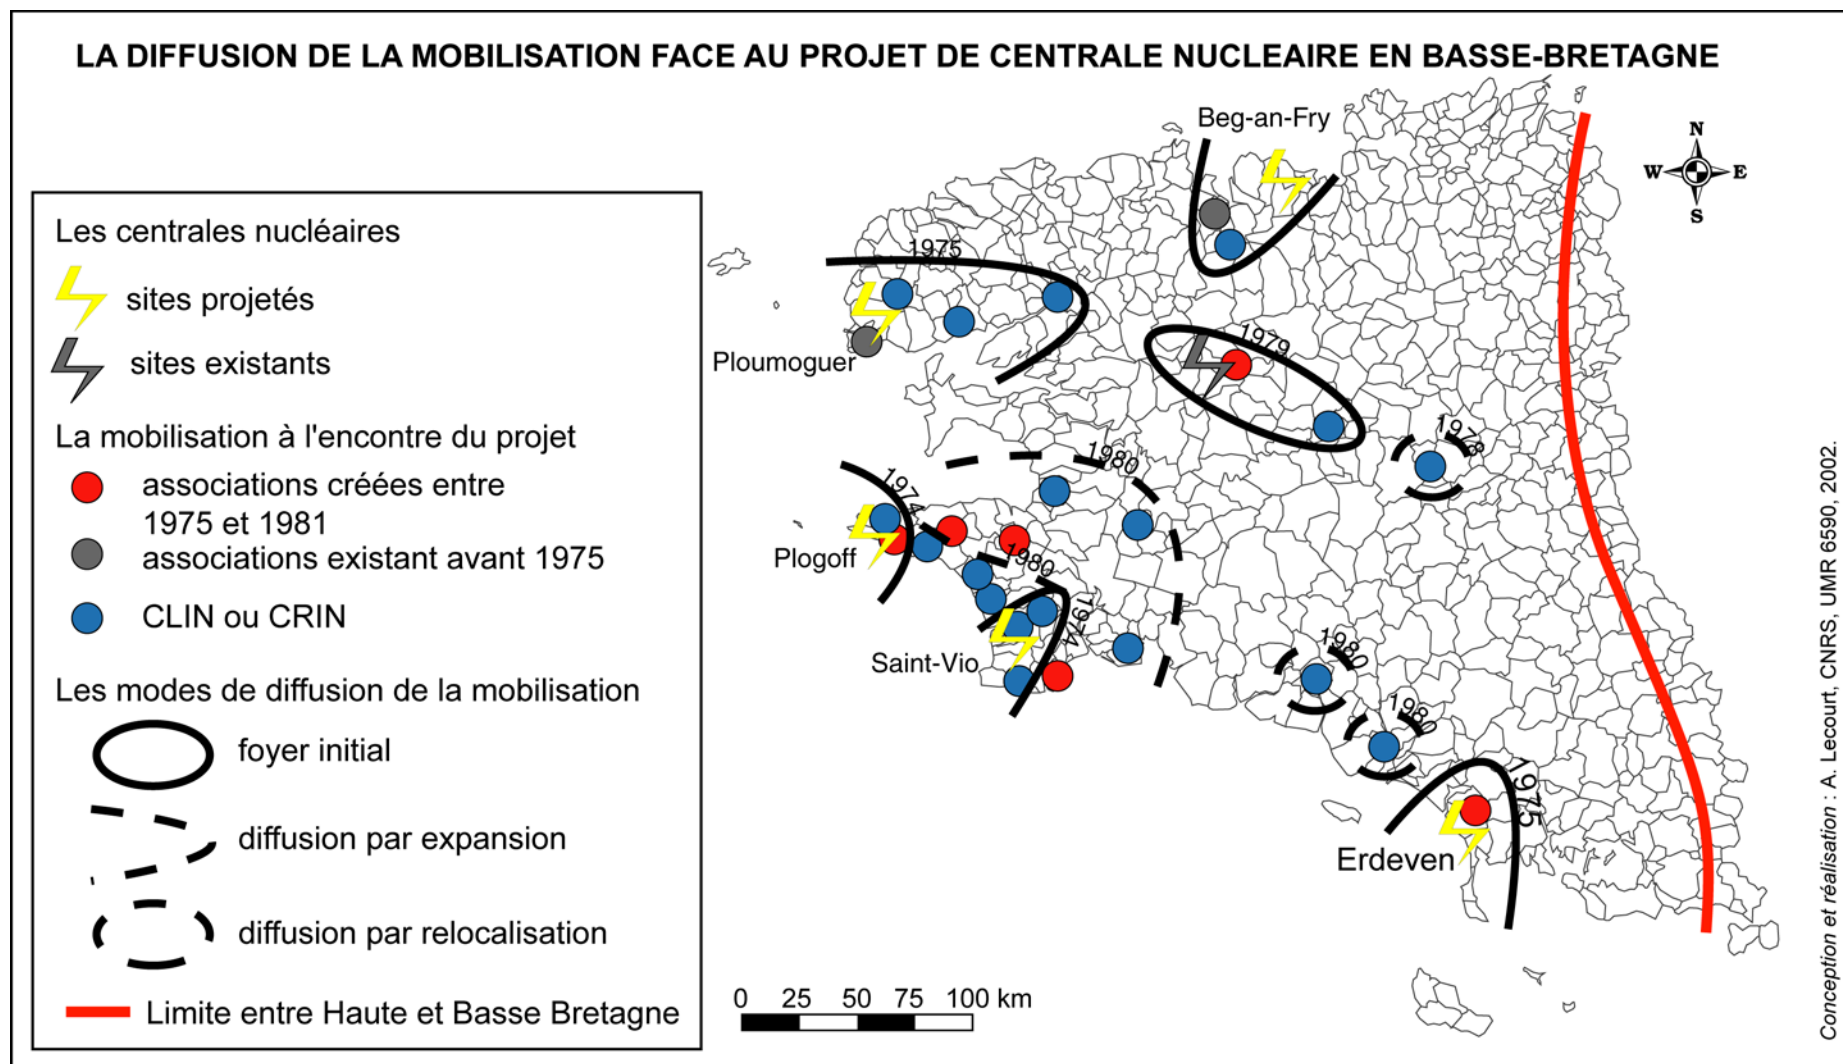 LA DIFFUSION DE LA MOBILISATION FACE AU PROJET DE CENTRALE NUCLEAIRE EN BASSE-BRETAGNE
Les centrales nucléaires
sites projetés
sites existants
La mobilisation à l'encontre du projet
associations créées entre
1975 et 1981
associations existant avant 1975
CLIN ou CRIN
Les modes de diffusion de la mobilisation
foyer initial
diffusion par expansion
diffusion par relocalisation
Limite entre Haute et Basse Bretagne
Beg-an-Fry
N
W
E
S
1975
Ploumoguer
1979
1978
1980
1974
Plogoff
1980
1974
Saint-Vio
1980
1980
1975
Erdeven
0 25 50 75 100 km
Conception et réalisation : A. Lecourt, CNRS, UMR 6590, 2002.